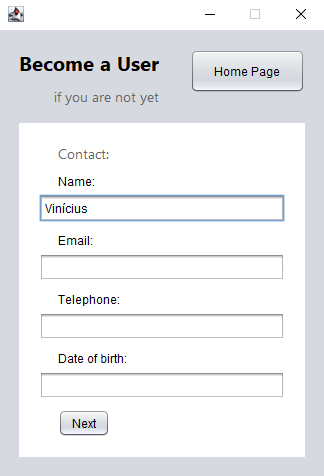 Become a User
Home Page
if you are not yet
Contact:
Name:
Vinícius
Email:
Telephone:
Date of birth:
Next